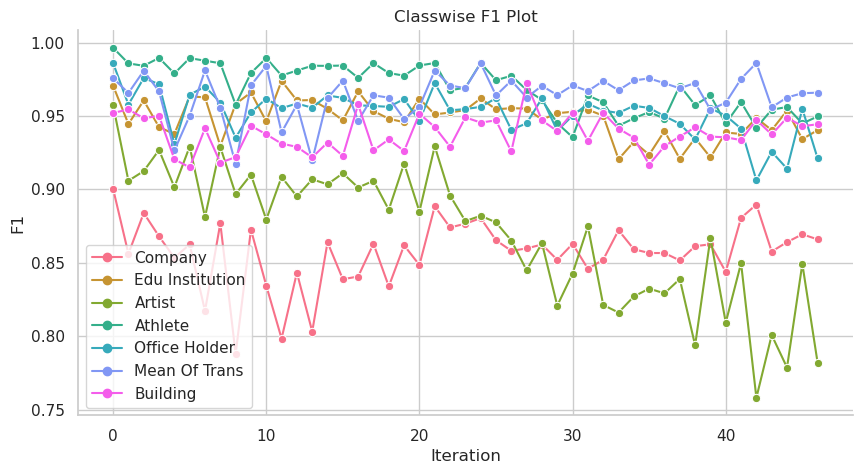 Classwise F1 Plot
1.00
0.95
0.90
0.85
0.80
0.75
F1
Company
Edu Institution
Artist
Athlete
Office Holder
Mean Of Trans
Building
0 10 20 30 40
Iteration